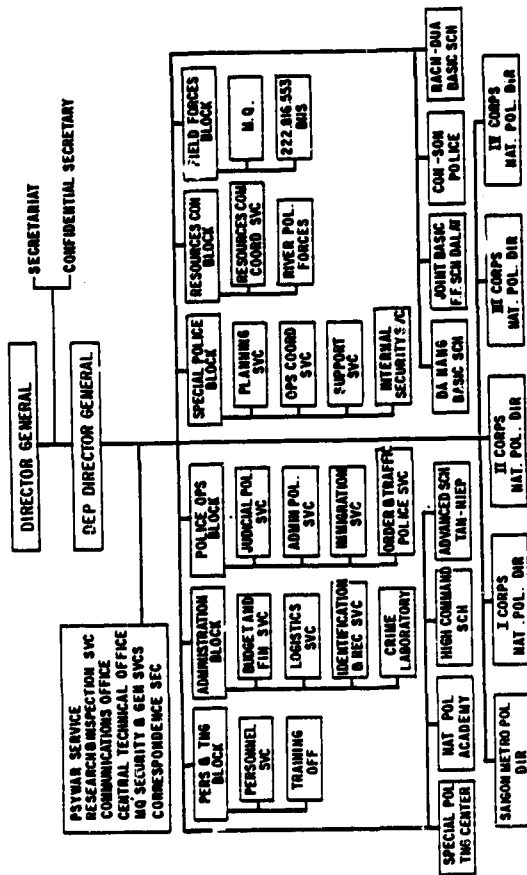 DIRECTOR GENERAL
SECRETARIAT
CONFIDENTIAL SECRETARY
DEP DIRECTOR GENERAL
PSYWAR SERVICE
RESEARCH & INSPECTION SVC
COMMUNICATIONS OFFICE
CENTRAL TECHNICAL OFFICE
MQ SECURITY & GEN SVCS
CORRESPONDENCE SEC
PERS & TNG
BLOCK
PERSONNEL
SVC
TRAINING
OFF
ADMINISTRATION
BLOCK
BUDGET AND
FIN SVC
LOGISTICS
SVC
IDENTIFICATION
& REC SVC
CRIME
LABORATORY
POLICE OPS
BLOCK
JUDICIAL POL.
SVC
ADMIN POL.
SVC
IMMIGRATION
SVC
ORDER & TRAFFIC
POLICE SVC
SPECIAL POLICE
BLOCK
PLANNING
SVC
OPS COORD
SVC
SUPPORT
SVC
INTERNAL
SECURITY SVC
RESOURCES CON
BLOCK
RESOURCES CON
COORD SVC
RIVER POL.
FORCES
FIELD FORCES
BLOCK
M.Q.
222.816.553
BNS
SPECIAL POL
TNG CENTER
NAT POL
ACADEMY
HIGH COMMAND
SCH
ADVANCED SCH
TAN-NIEP
DA NANG
BASIC SCH
JOINT BASIC
F.F. SCH DALAT
CON-SON
POLICE
RACH-DUA
BASIC SCH
SAIGON METRO POL
DIR
I CORPS
NAT. POL. DIR
II CORPS
NAT. POL. DIR
III CORPS
NAT. POL. DIR
IV CORPS
NAT. POL. DIR